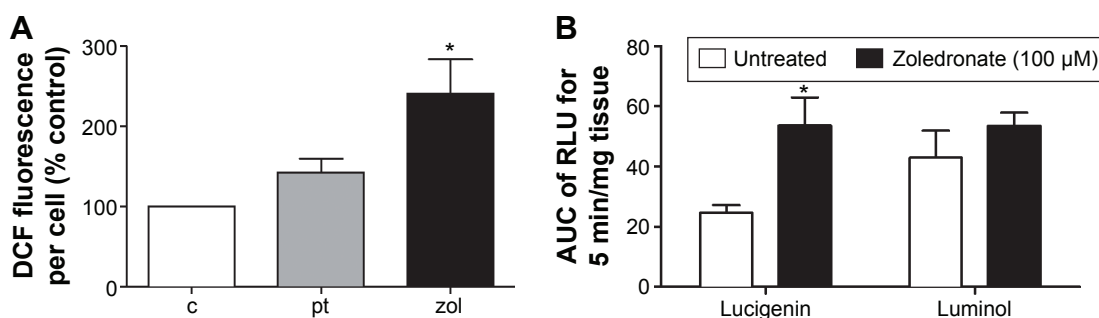 A
DCF fluorescence
per cell (% control)
300
200
100
0
*
c
pt
zol
B
Untreated
Zoledronate (100 µM)
AUC of RLU for
5 min/mg tissue
80
60
40
20
0
*
Lucigenin
Luminol